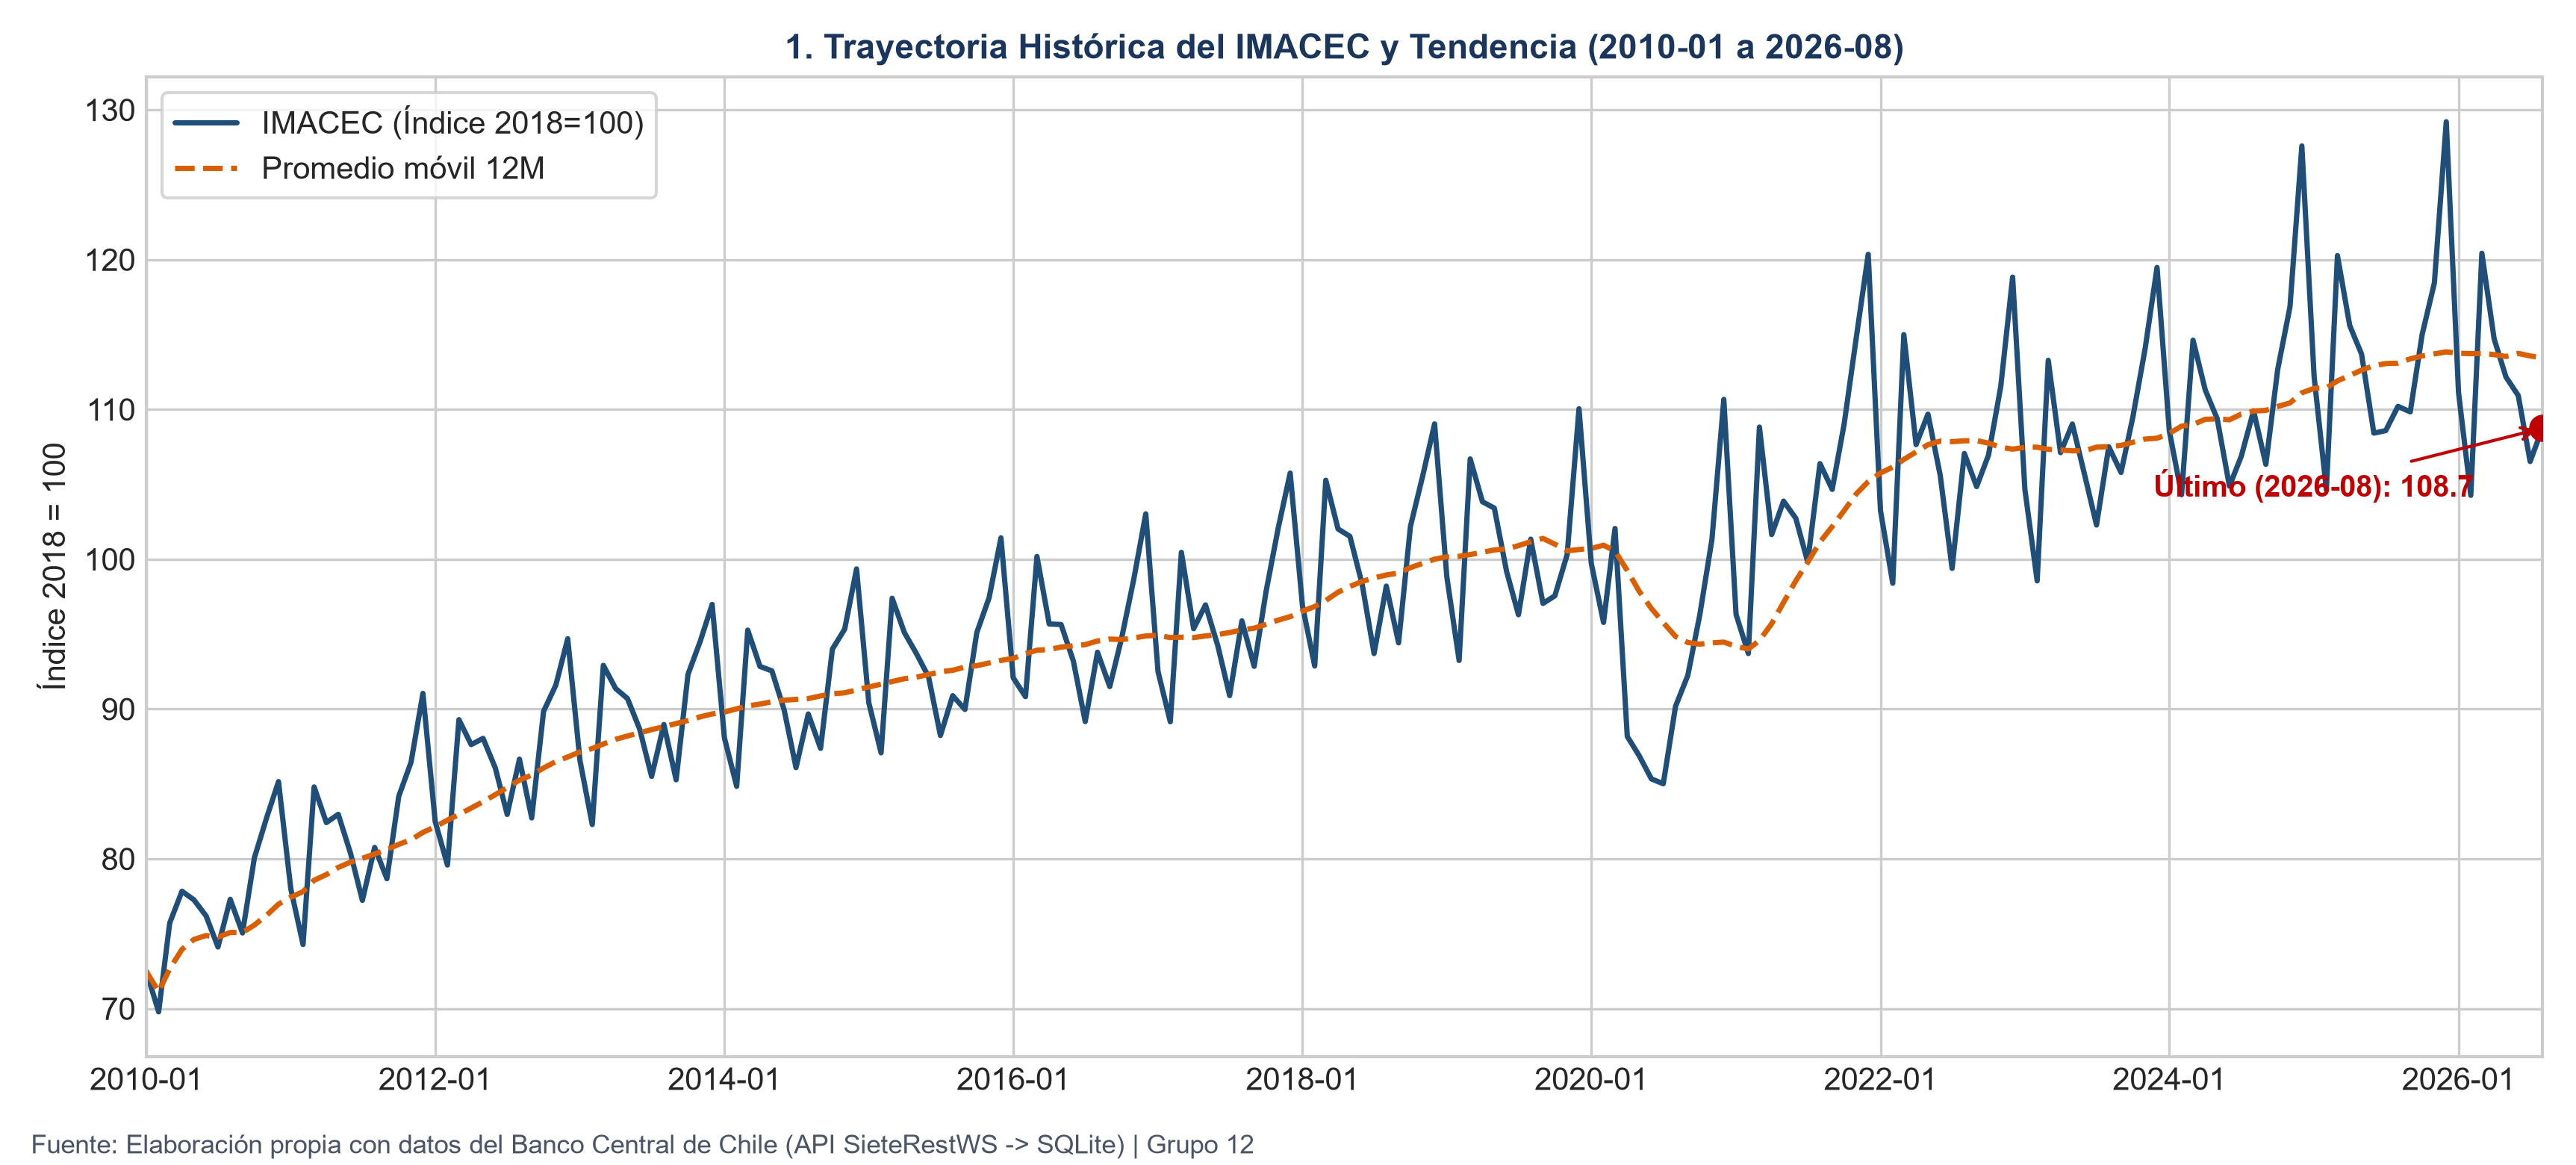 1. Trayectoria Histórica del IMACEC y Tendencia (2010-01 a 2026-08)
IMACEC (Índice 2018=100)
Promedio móvil 12M
Índice 2018 = 100
130
120
110
100
90
80
70
Último (2026-08): 108.7
2010-01
2012-01
2014-01
2016-01
2018-01
2020-01
2022-01
2024-01
2026-01
Fuente: Elaboración propia con datos del Banco Central de Chile (API SieteRestWS -> SQLite) | Grupo 12